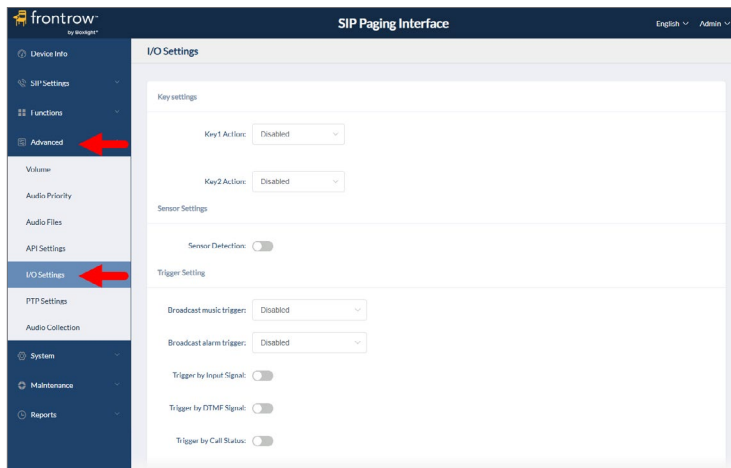 frontrow
by Boxlight
SIP Paging Interface
English
Admin
Device Info
SIP Settings
Functions
Advanced
Volume
Audio Priority
Audio Files
API Settings
I/O Settings
PTP Settings
Audio Collection
System
Maintenance
Reports
I/O Settings
Key settings
Key1 Action: Disabled
Key2 Action: Disabled
Sensor Settings
Sensor Detection:
Trigger Setting
Broadcast music trigger: Disabled
Broadcast alarm trigger: Disabled
Trigger by Input Signal:
Trigger by DTMF Signal:
Trigger by Call Status: